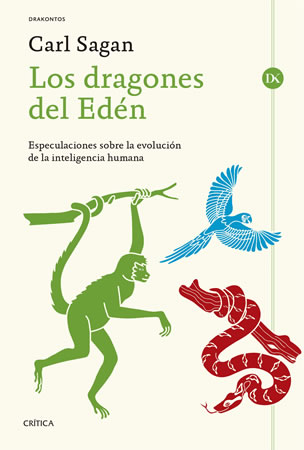 DRAKONTOS
Carl Sagan
Los dragones
del Edén
DK
Especulaciones sobre la evolución
de la inteligencia humana
CRÍTICA